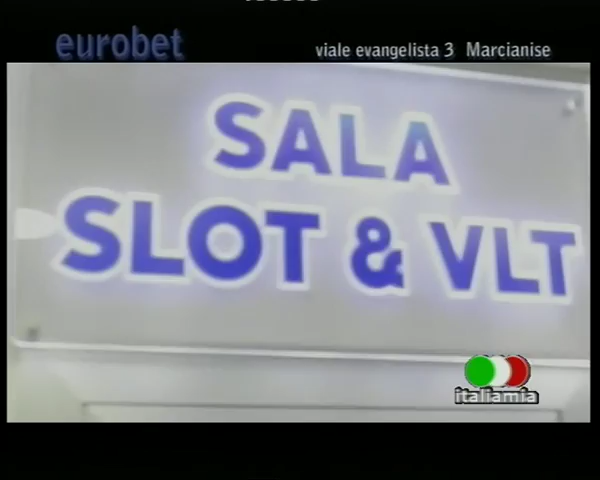 eurobet
viale evangelista 3 Marcianise
SALA
SLOT & VLT
italiamia